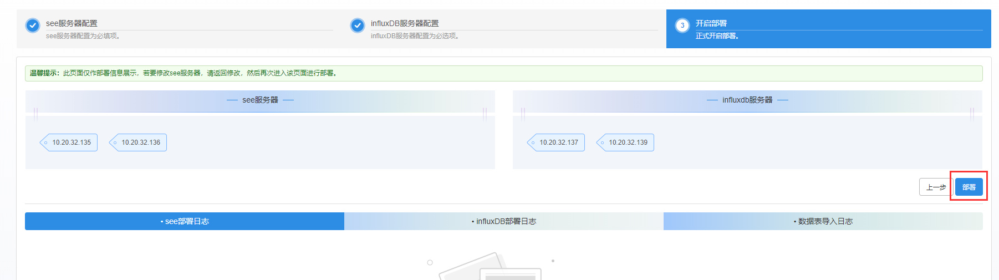 see服务器配置
see服务器配置为必填项。
influxDB服务器配置
influxDB服务器配置为必选项。
3
开启部署
正式开启部署。
温馨提示：此页面仅作部署信息展示，若要修改see服务器，请返回修改，然后再次进入该页面进行部署。
see服务器
influxdb服务器
10.20.32.135
10.20.32.136
10.20.32.137
10.20.32.139
上一步
部署
• see部署日志
• influxDB部署日志
• 数据表导入日志